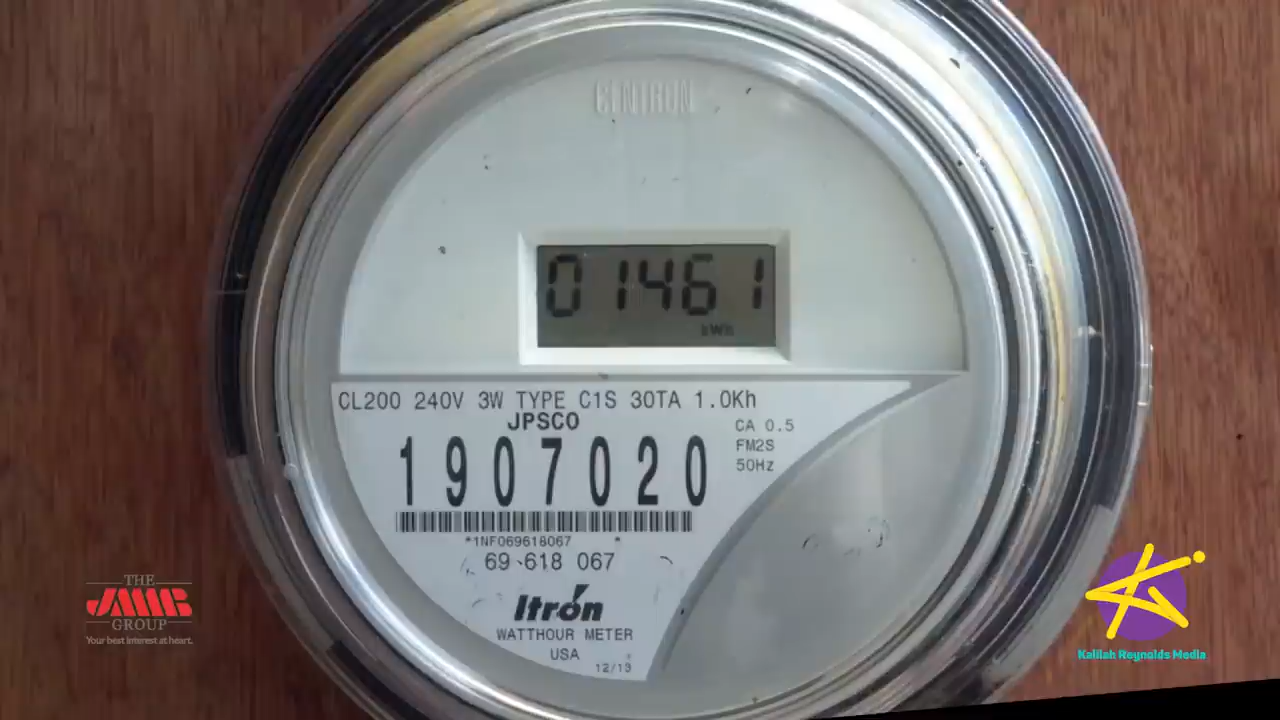 CENTRON
01461
kWh
CL200 240V 3W TYPE C1S 30TA 1.0Kh
JPSCO
CA 0.5
FM2S
50Hz
1907020
*1NF069618067 *
69 618 067
Itron
WATTHOUR METER
USA
12/13
THE
JMMB
GROUP
Your best interest at heart.
Kalilah Reynolds Media